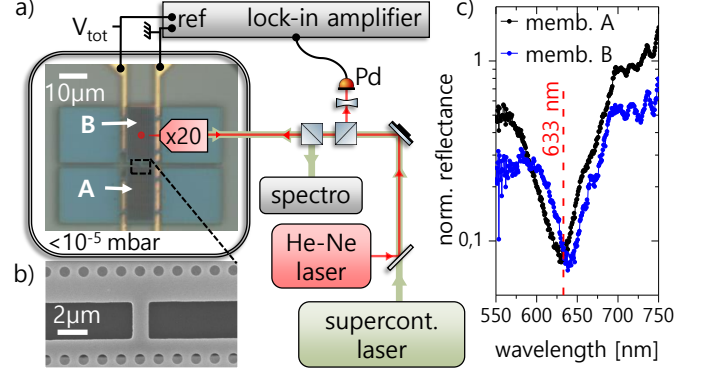 a)
V_tot
ref
lock-in amplifier
Pd
10μm
B
A
x20
<10⁻⁵ mbar
spectro
He-Ne
laser
supercont.
laser
b)
2μm
c)
memb. A
memb. B
633 nm
norm. reflectance
1
0,1
550 600 650 700 750
wavelength [nm]